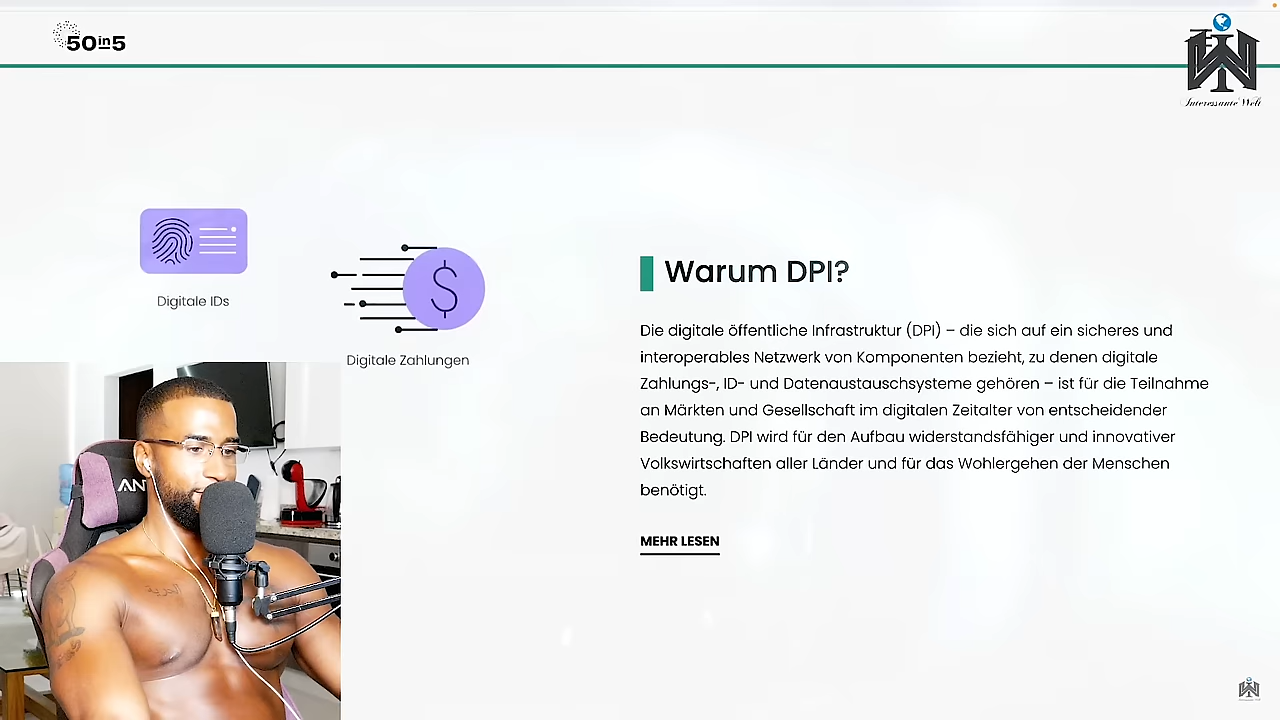 50in5
Interessante Welt
Digitale IDs
Digitale Zahlungen
Warum DPI?
Die digitale öffentliche Infrastruktur (DPI) – die sich auf ein sicheres und
interoperables Netzwerk von Komponenten bezieht, zu denen digitale
Zahlungs-, ID- und Datenaustauschsysteme gehören – ist für die Teilnahme
an Märkten und Gesellschaft im digitalen Zeitalter von entscheidender
Bedeutung. DPI wird für den Aufbau widerstandsfähiger und innovativer
Volkswirtschaften aller Länder und für das Wohlergehen der Menschen
benötigt.
MEHR LESEN
AN